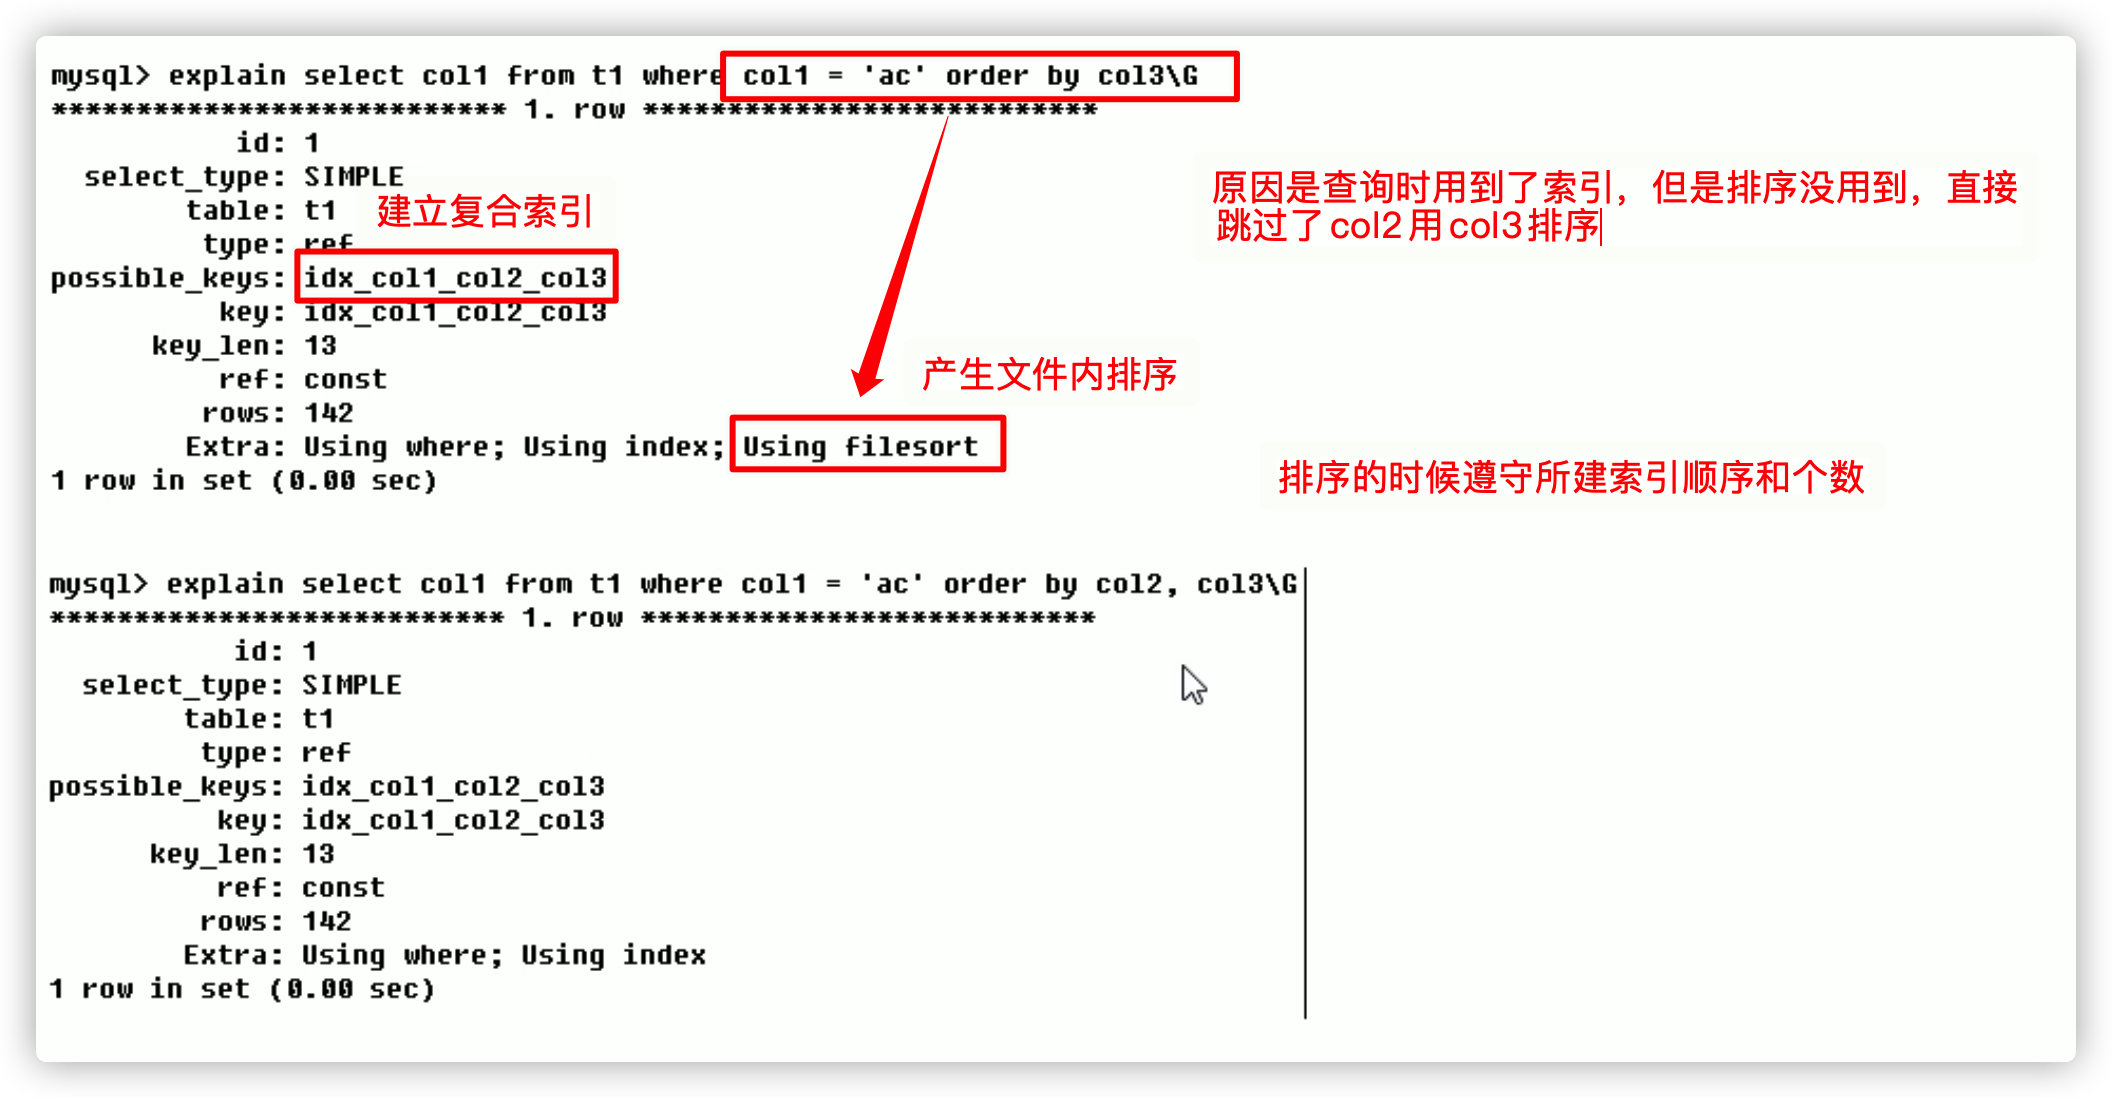 mysql> explain select col1 from t1 where col1 = 'ac' order by col3\G
*************************** 1. row ***************************
id: 1
select_type: SIMPLE
table: t1
建立复合索引
type: ref
possible_keys: idx_col1_col2_col3
key: idx_col1_col2_col3
key_len: 13
ref: const
rows: 142
Extra: Using where; Using index; Using filesort
1 row in set (0.00 sec)
原因是查询时用到了索引，但是排序没用到，直接
跳过了col2用col3排序
产生文件内排序
排序的时候遵守所建索引顺序和个数
mysql> explain select col1 from t1 where col1 = 'ac' order by col2, col3\G
*************************** 1. row ***************************
id: 1
select_type: SIMPLE
table: t1
type: ref
possible_keys: idx_col1_col2_col3
key: idx_col1_col2_col3
key_len: 13
ref: const
rows: 142
Extra: Using where; Using index
1 row in set (0.00 sec)